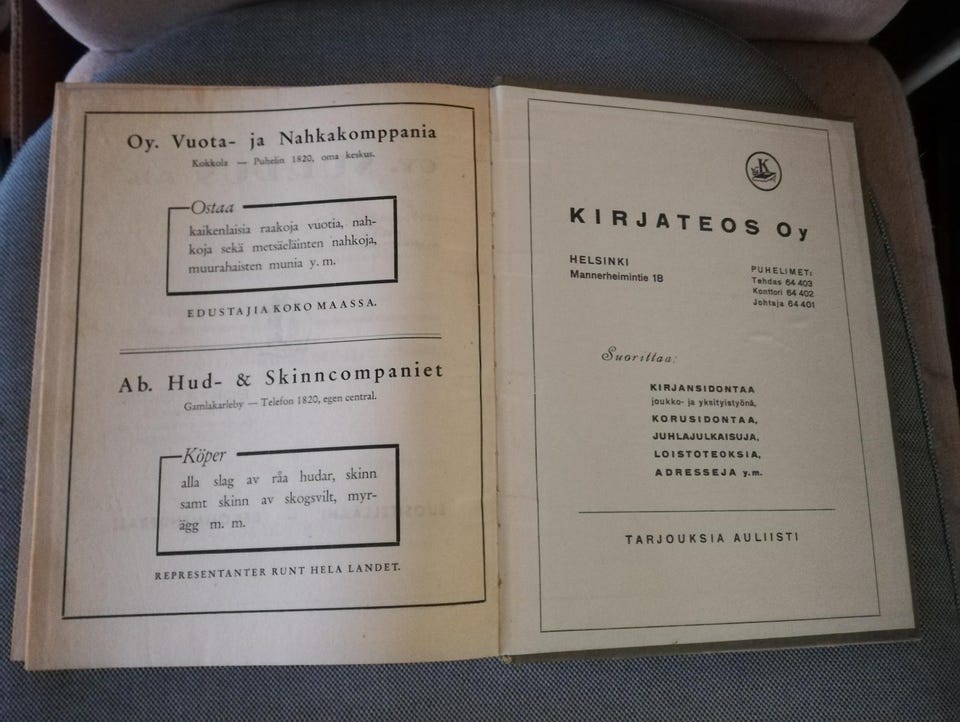 Oy. Vuota- ja Nahkakomppania
Kokkola — Puhelin 1820, oma keskus.
Ostaa
kaikenlaisia raakoja vuotia, nah-
koja sekä metsäeläinten nahkoja,
muurahaisten munia y. m.
EDUSTAJIA KOKO MAASSA.
Ab. Hud- & Skinncompaniet
Gamlakarleby — Telefon 1820, egen central.
Köper
alla slag av råa hudar, skinn
samt skinn av skogsvilt, myr-
ägg m. m.
REPRESENTANTER RUNT HELA LANDET.
K
KIRJATEOS Oy
HELSINKI
Mannerheimintie 18
PUHELIMET:
Tehdas 64 403
Konttori 64 402
Johtaja 64 401
Suorittaa:
KIRJANSIDONTAA
joukko- ja yksityistyönä,
KORUSIDONTAA,
JUHLAJULKAISUJA,
LOISTOTEOKSIA,
ADRESSEJA y.m.
TARJOUKSIA AULIISTI